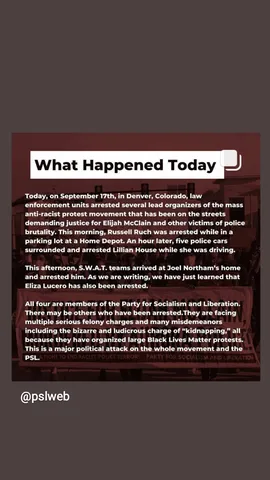 What Happened Today
Today, on September 17th, in Denver, Colorado, law
enforcement units arrested several lead organizers of the mass
anti-racist protest movement that has been on the streets
demanding justice for Elijah McClain and other victims of police
brutality. This morning, Russell Ruch was arrested while in a
parking lot at a Home Depot. An hour later, five police cars
surrounded and arrested Lillian House while she was driving.
This afternoon, S.W.A.T. teams arrived at Joel Northam's home
and arrested him. As we are writing, we have just learned that
Eliza Lucero has also been arrested.
All four are members of the Party for Socialism and Liberation.
There may be others who have been arrested.They are facing
multiple serious felony charges and many misdemeanors
including the bizarre and ludicrous charge of "kidnapping," all
because they have organized large Black Lives Matter protests.
This is a major political attack on the whole movement and the
PSL.
@pslweb